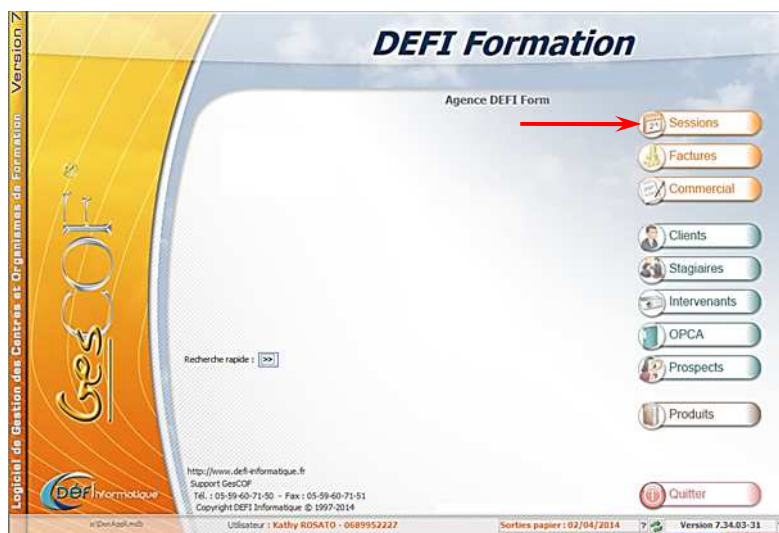 DEFI Formation
Agence DEFI Form
Sessions
Factures
Commercial
Clients
Stagiaires
Intervenants
OPCA
Prospects
Produits
Quitter
Recherche rapide : >>
http://www.defi-informatique.fr
Support GesCOF
Tél. : 05-59-60-71-50 - Fax : 05-59-60-71-51
Copyright DEFI Informatique © 1997-2014
Logiciel de Gestion des Centres et Organismes de Formation Version 7
GesCOF ®
DÉFI Informatique
Utilisateur : Kathy ROSATO - 0689952227
Sorties papier : 02/04/2014
? Version 7.34.03-31